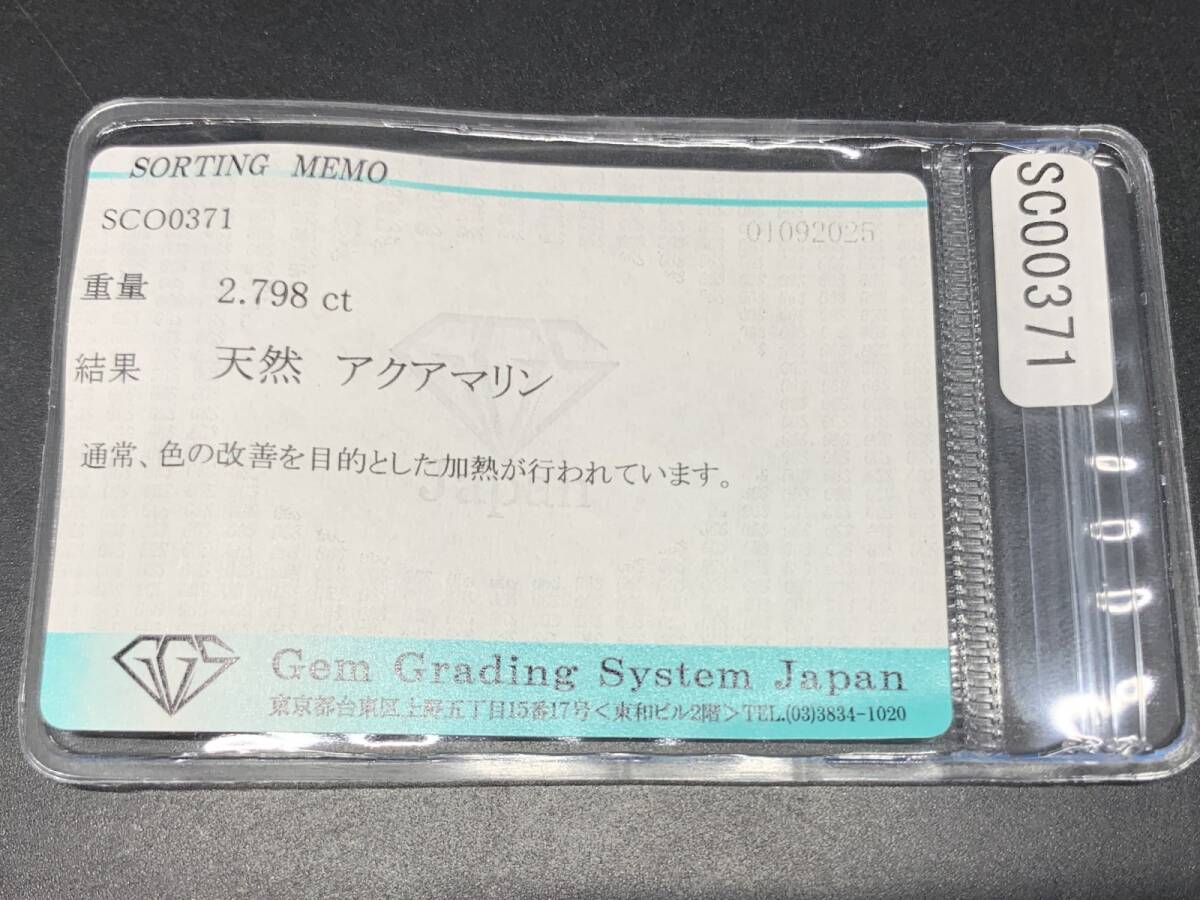 SORTING MEMO
SCO0371
01092025
重量 2.798 ct
結果 天然 アクアマリン
通常、色の改善を目的とした加熱が行われています。
Japan
GGS
Gem Grading System Japan
東京都台東区上野五丁目15番17号<東和ビル2階>TEL.(03)3834-1020
SCO0371